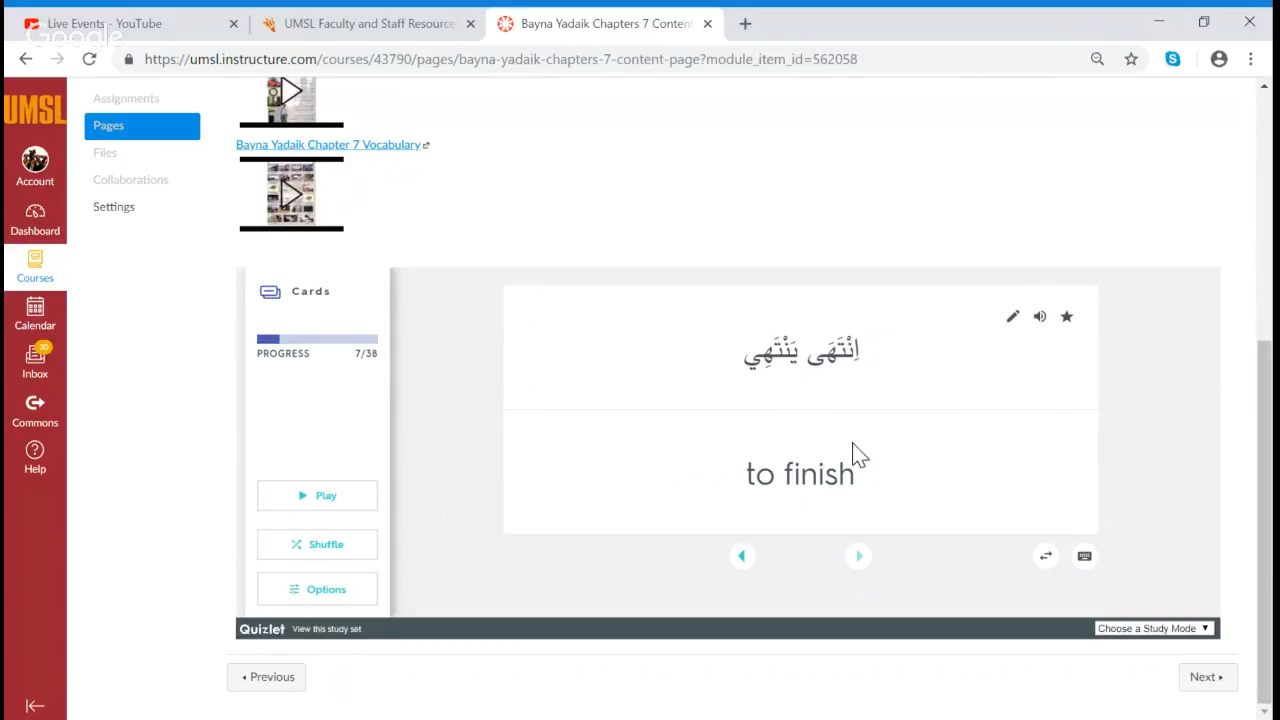 Live Events - YouTube
UMSL Faculty and Staff Resource
Bayna Yadaik Chapters 7 Content
Google
https://umsl.instructure.com/courses/43790/pages/bayna-yadaik-chapters-7-content-page?module_item_id=562058
UMSL
Account
Dashboard
Courses
Calendar
30
Inbox
Commons
Help
Assignments
Pages
Files
Collaborations
Settings
Bayna Yadaik Chapter 7 Vocabulary
Cards
PROGRESS 7/38
Play
Shuffle
Options
اِنْتَهَى يَنْتَهِي
to finish
Quizlet View this study set
Choose a Study Mode
Previous
Next